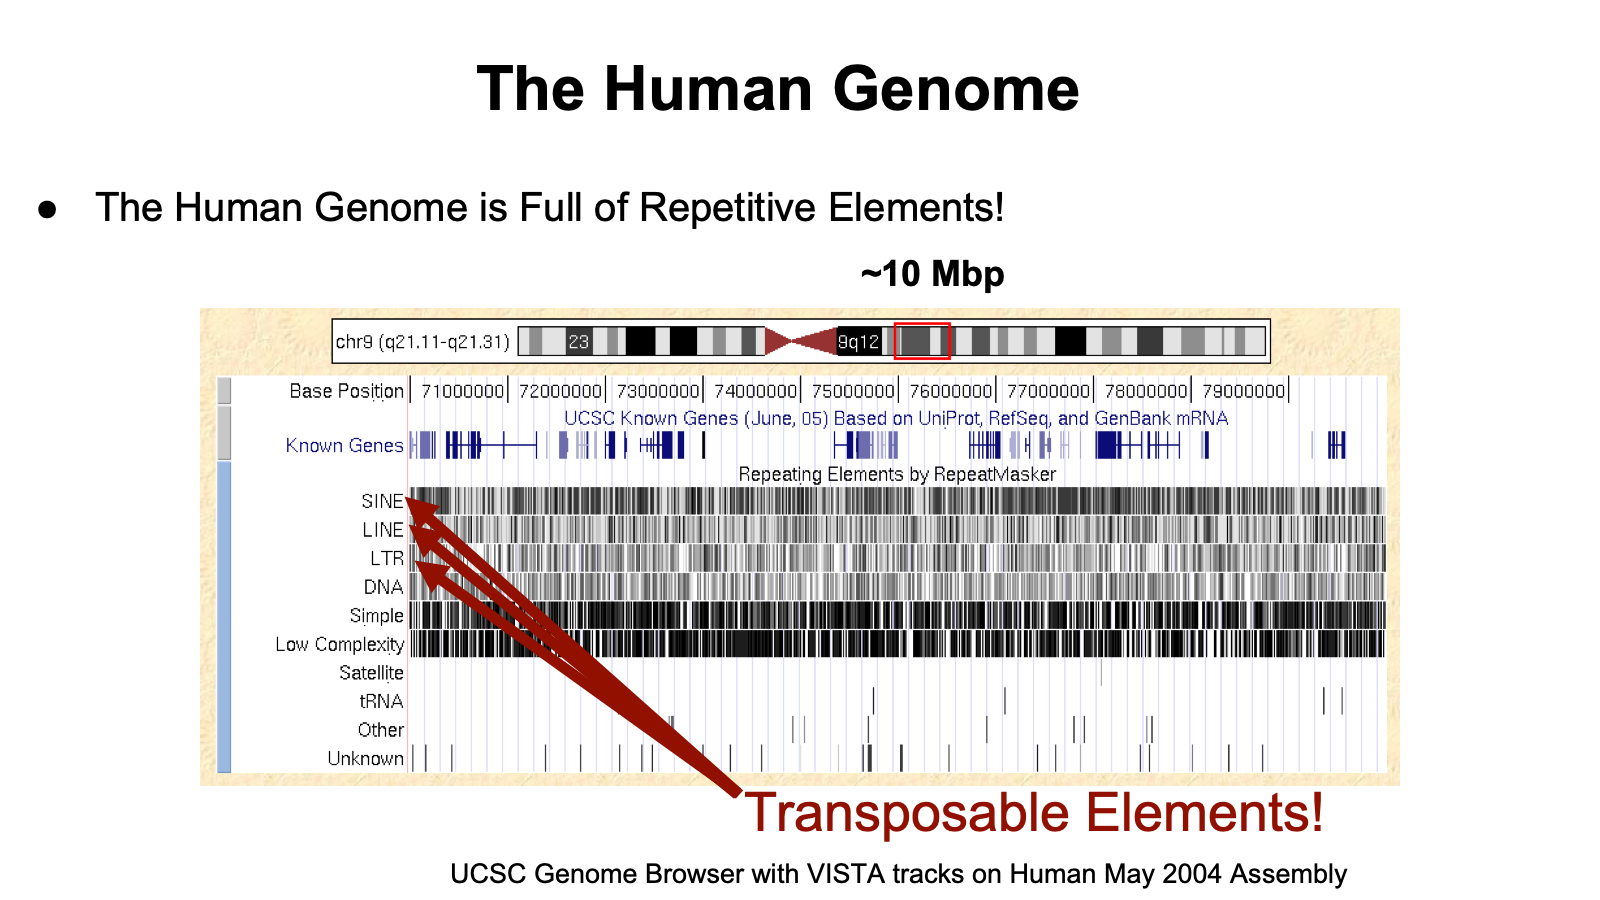 The Human Genome
● The Human Genome is Full of Repetitive Elements!
~10 Mbp
chr9 (q21.11-q21.31) 23 9q12
Base Position 71000000 72000000 73000000 74000000 75000000 76000000 77000000 78000000 79000000
UCSC Known Genes (June, 05) Based on UniProt, RefSeq, and GenBank mRNA
Known Genes
Repeating Elements by RepeatMasker
SINE
LINE
LTR
DNA
Simple
Low Complexity
Satellite
tRNA
Other
Unknown
Transposable Elements!
UCSC Genome Browser with VISTA tracks on Human May 2004 Assembly